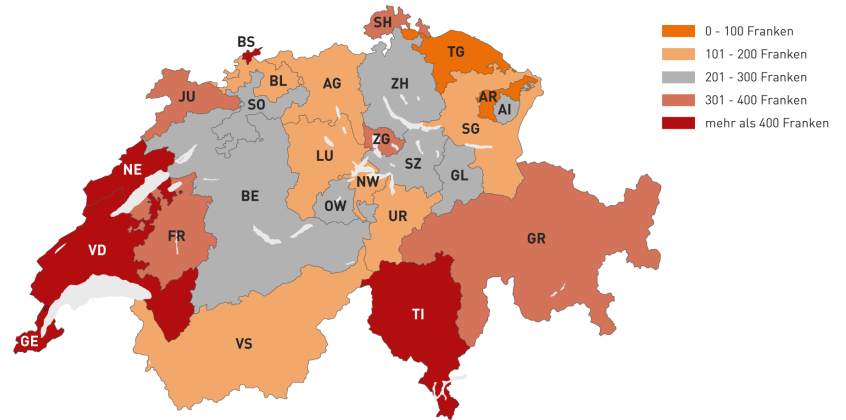 SH
BS
TG
BL
AG
ZH
JU
SO
AR
AI
SG
ZG
LU
SZ
NE
NW
GL
BE
OW
UR
FR
GR
VD
TI
GE
VS
0 - 100 Franken
101 - 200 Franken
201 - 300 Franken
301 - 400 Franken
mehr als 400 Franken